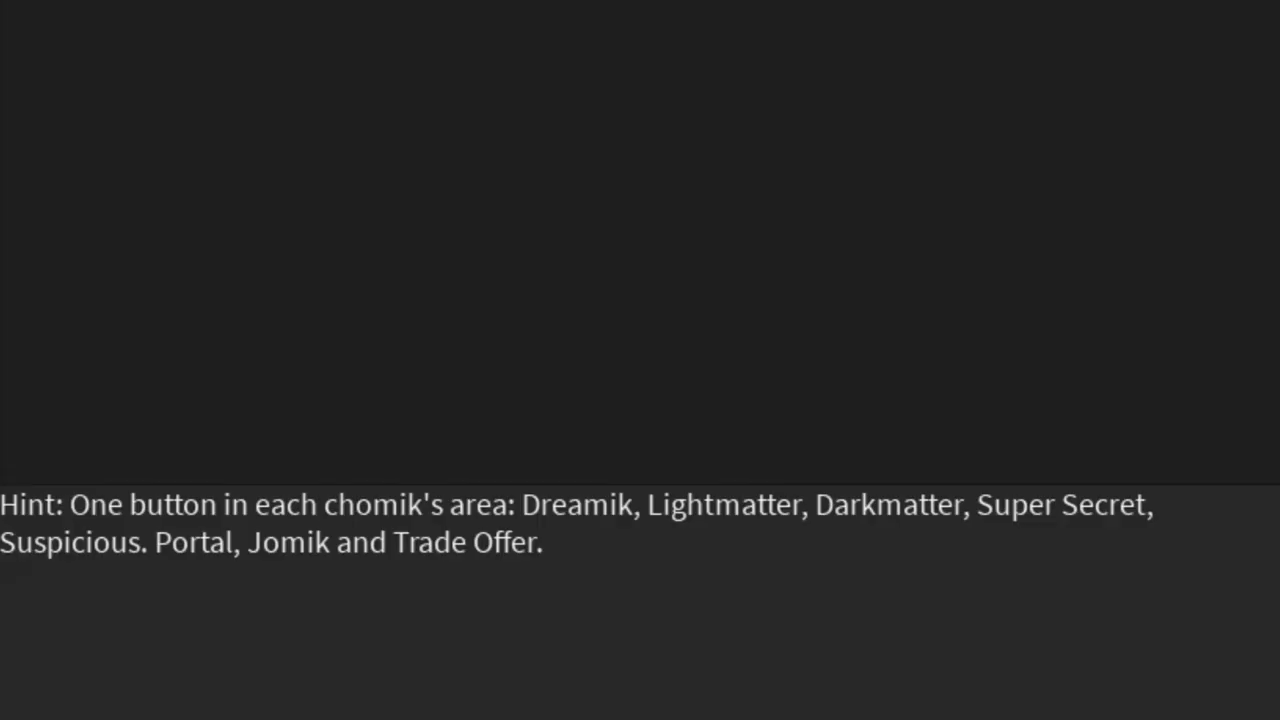 Hint: One button in each chomik's area: Dreamik, Lightmatter, Darkmatter, Super Secret,
Suspicious. Portal, Jomik and Trade Offer.